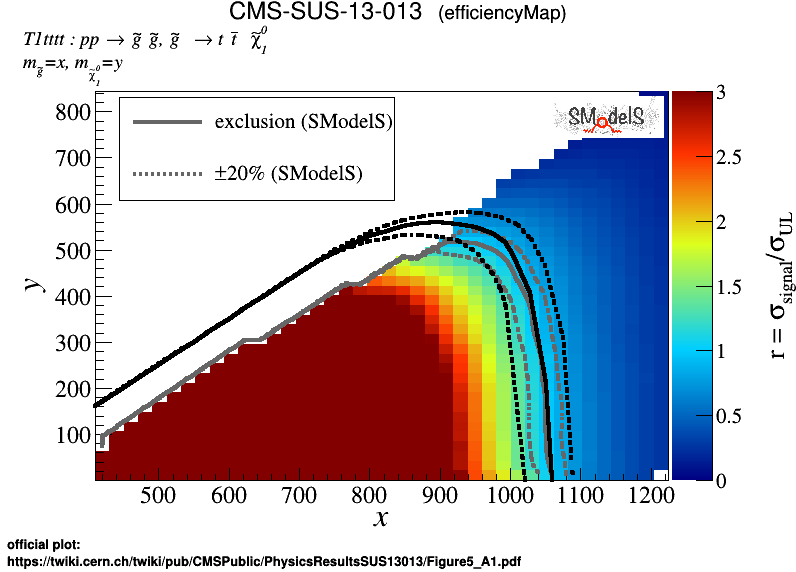 CMS-SUS-13-013 (efficiencyMap)
T1tttt : pp → g̃ g̃, g̃ → t t̄ χ̃⁰₁
m_g̃=x, m_χ̃⁰₁=y
exclusion (SModelS)
±20% (SModelS)
SModelS
800
700
600
500
400
300
200
100
y
500 600 700 800 900 1000 1100 1200
x
3
2.5
2
1.5
1
0.5
0
r = σ_signal/σ_UL
official plot:
https://twiki.cern.ch/twiki/pub/CMSPublic/PhysicsResultsSUS13013/Figure5_A1.pdf